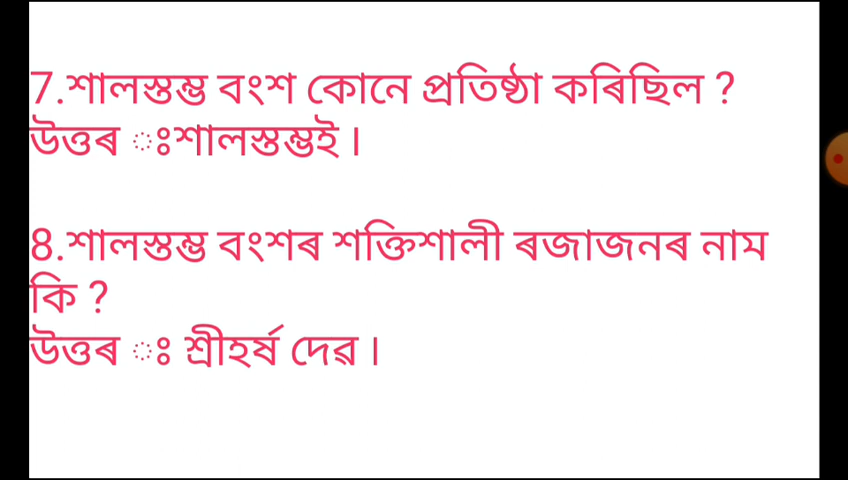 7.শালস্তম্ভ বংশ কোনে প্ৰতিষ্ঠা কৰিছিল ?
উত্তৰ ঃশালস্তম্ভই ।
8.শালস্তম্ভ বংশৰ শক্তিশালী ৰজাজনৰ নাম
কি ?
উত্তৰ ঃ শ্ৰীহৰ্ষ দেৱ ।